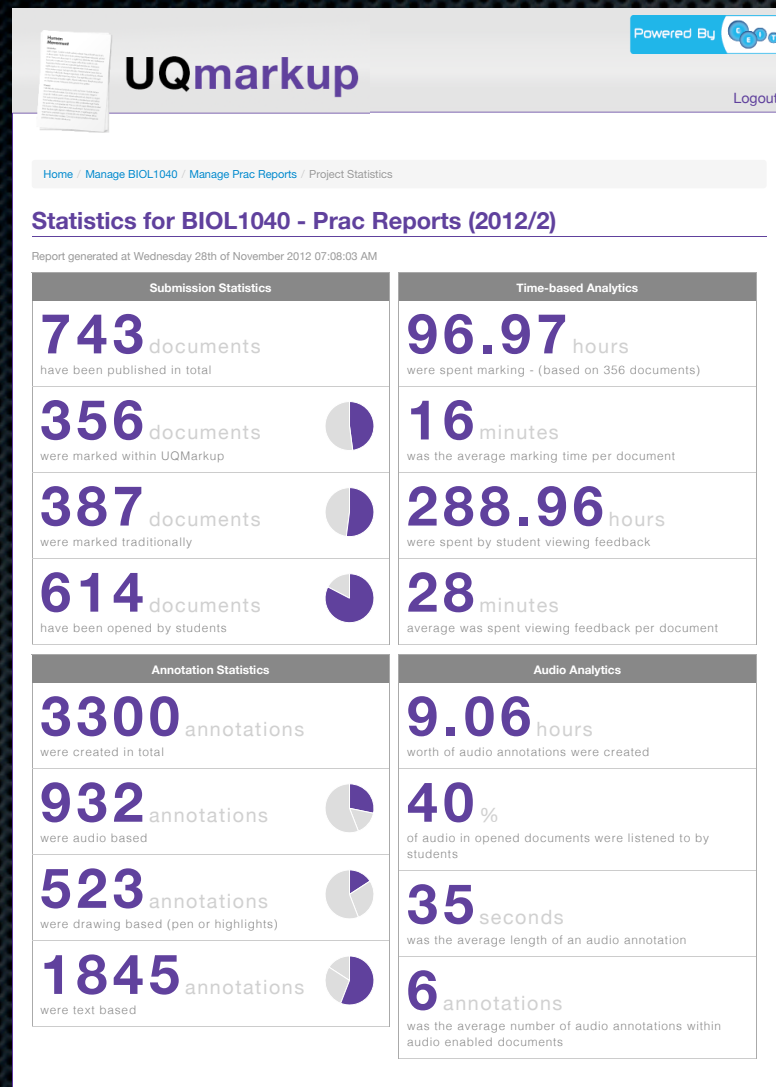 Human
Movement
UQmarkup
Powered By
Logout
Home / Manage BIOL1040 / Manage Prac Reports / Project Statistics
Statistics for BIOL1040 - Prac Reports (2012/2)
Report generated at Wednesday 28th of November 2012 07:08:03 AM
Submission Statistics
743 documents
have been published in total
356 documents
were marked within UQMarkup
387 documents
were marked traditionally
614 documents
have been opened by students
Time-based Analytics
96.97 hours
were spent marking - (based on 356 documents)
16 minutes
was the average marking time per document
288.96 hours
were spent by student viewing feedback
28 minutes
average was spent viewing feedback per document
Annotation Statistics
3300 annotations
were created in total
932 annotations
were audio based
523 annotations
were drawing based (pen or highlights)
1845 annotations
were text based
Audio Analytics
9.06 hours
worth of audio annotations were created
40 %
of audio in opened documents were listened to by
students
35 seconds
was the average length of an audio annotation
6 annotations
was the average number of audio annotations within
audio enabled documents